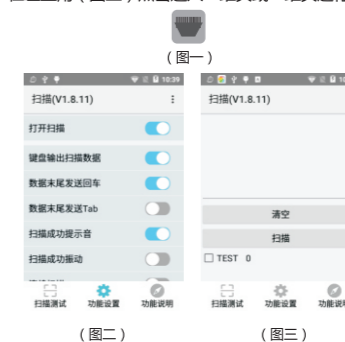 （图一）
10:39
扫描(V1.8.11)
打开扫描
键盘输出扫描数据
数据末尾发送回车
数据末尾发送Tab
扫描成功提示音
扫描成功振动
扫描测试 功能设置 功能说明
（图二）
扫描(V1.8.11)
清空
扫描
TEST 0
扫描测试 功能设置 功能说明
（图三）